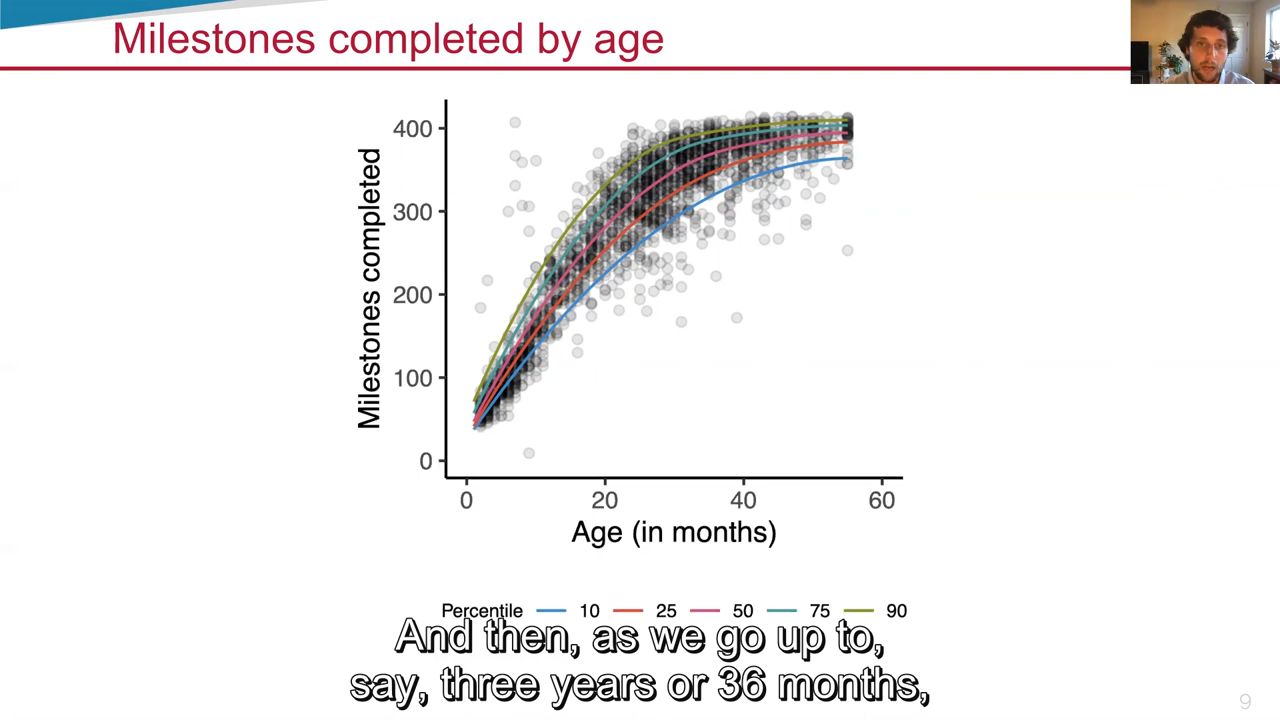 Milestones completed by age
Milestones completed
400
300
200
100
0
0 20 40 60
Age (in months)
Percentile 10 25 50 75 90
And then, as we go up to,
say, three years or 36 months,
9